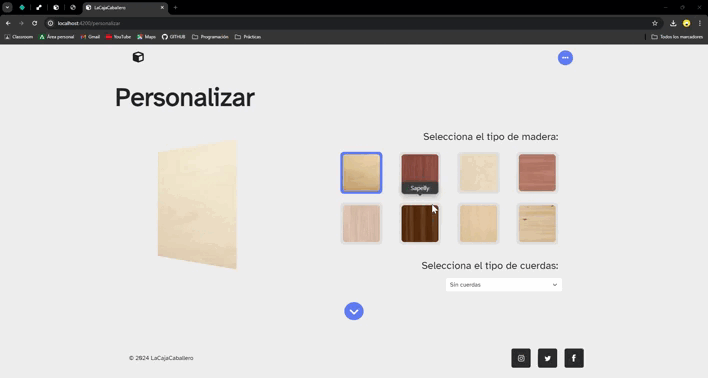 LaCajaCaballero
localhost:4200/personalizar
Classroom
Área personal
Gmail
YouTube
Maps
GITHUB
Programación
Prácticas
Todos los marcadores
Personalizar
Selecciona el tipo de madera:
Sapelly
Selecciona el tipo de cuerdas:
Sin cuerdas
© 2024 LaCajaCaballero